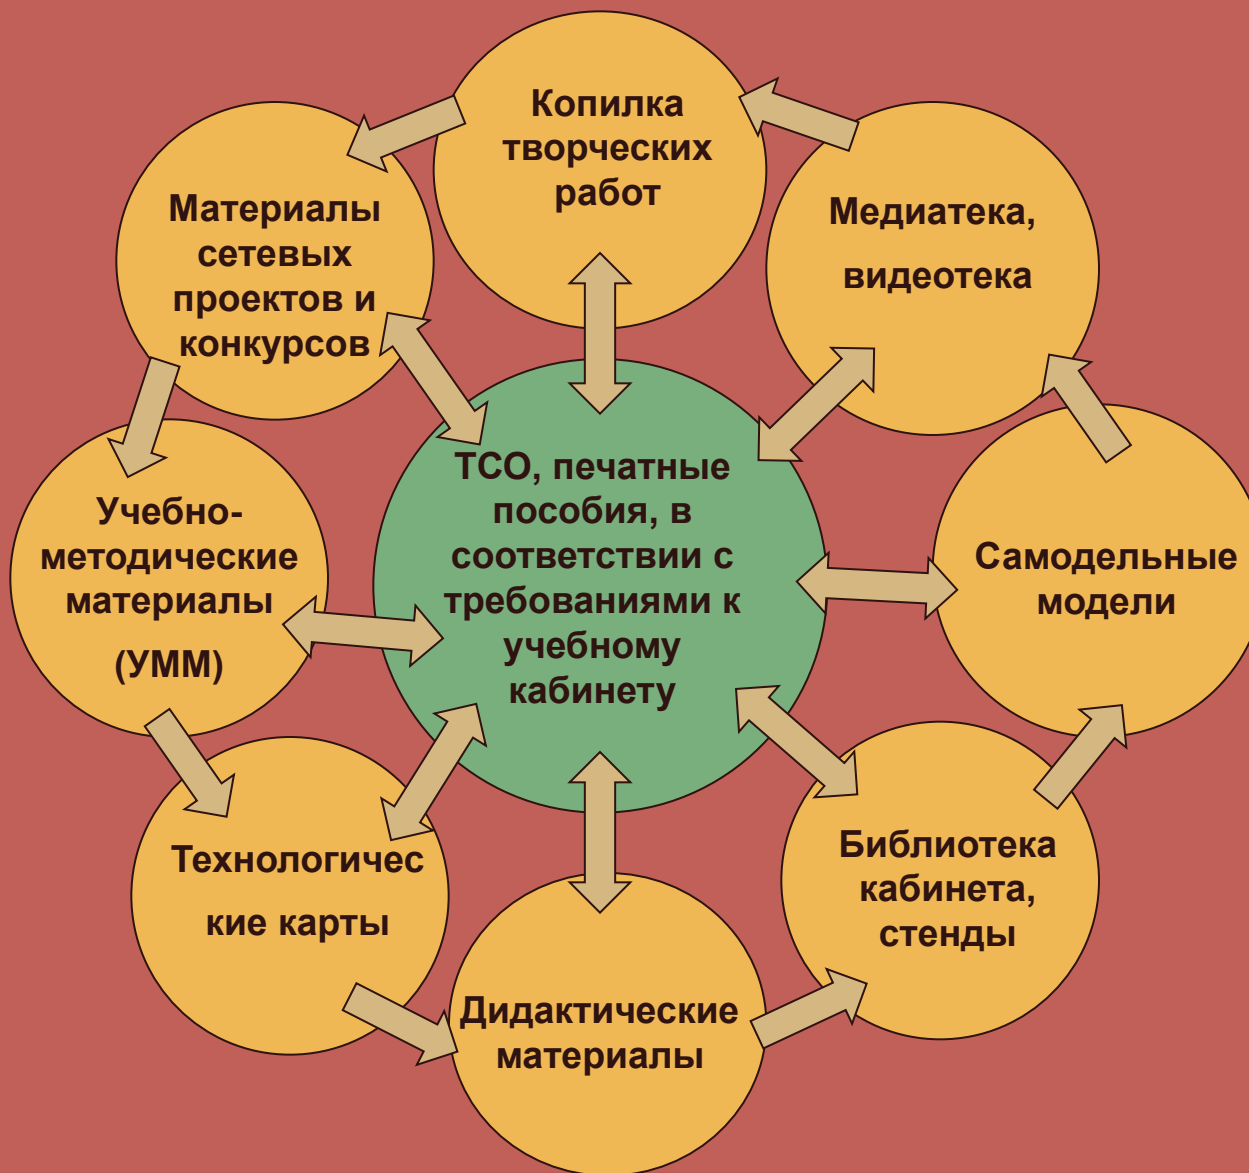 Копилка
творческих
работ
Медиатека,
видеотека
Материалы
сетевых
проектов и
конкурсов
ТСО, печатные
пособия, в
соответствии с
требованиями к
учебному
кабинету
Учебно-
методические
материалы
(УММ)
Самодельные
модели
Технологичес
кие карты
Библиотека
кабинета,
стенды
Дидактические
материалы